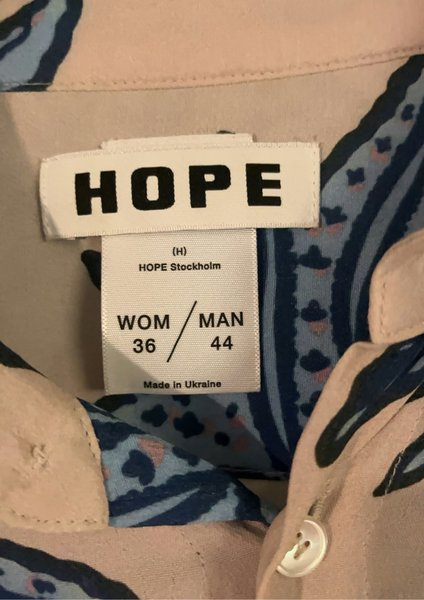 HOPE
(H)
HOPE Stockholm
WOM / MAN
36 44
Made in Ukraine